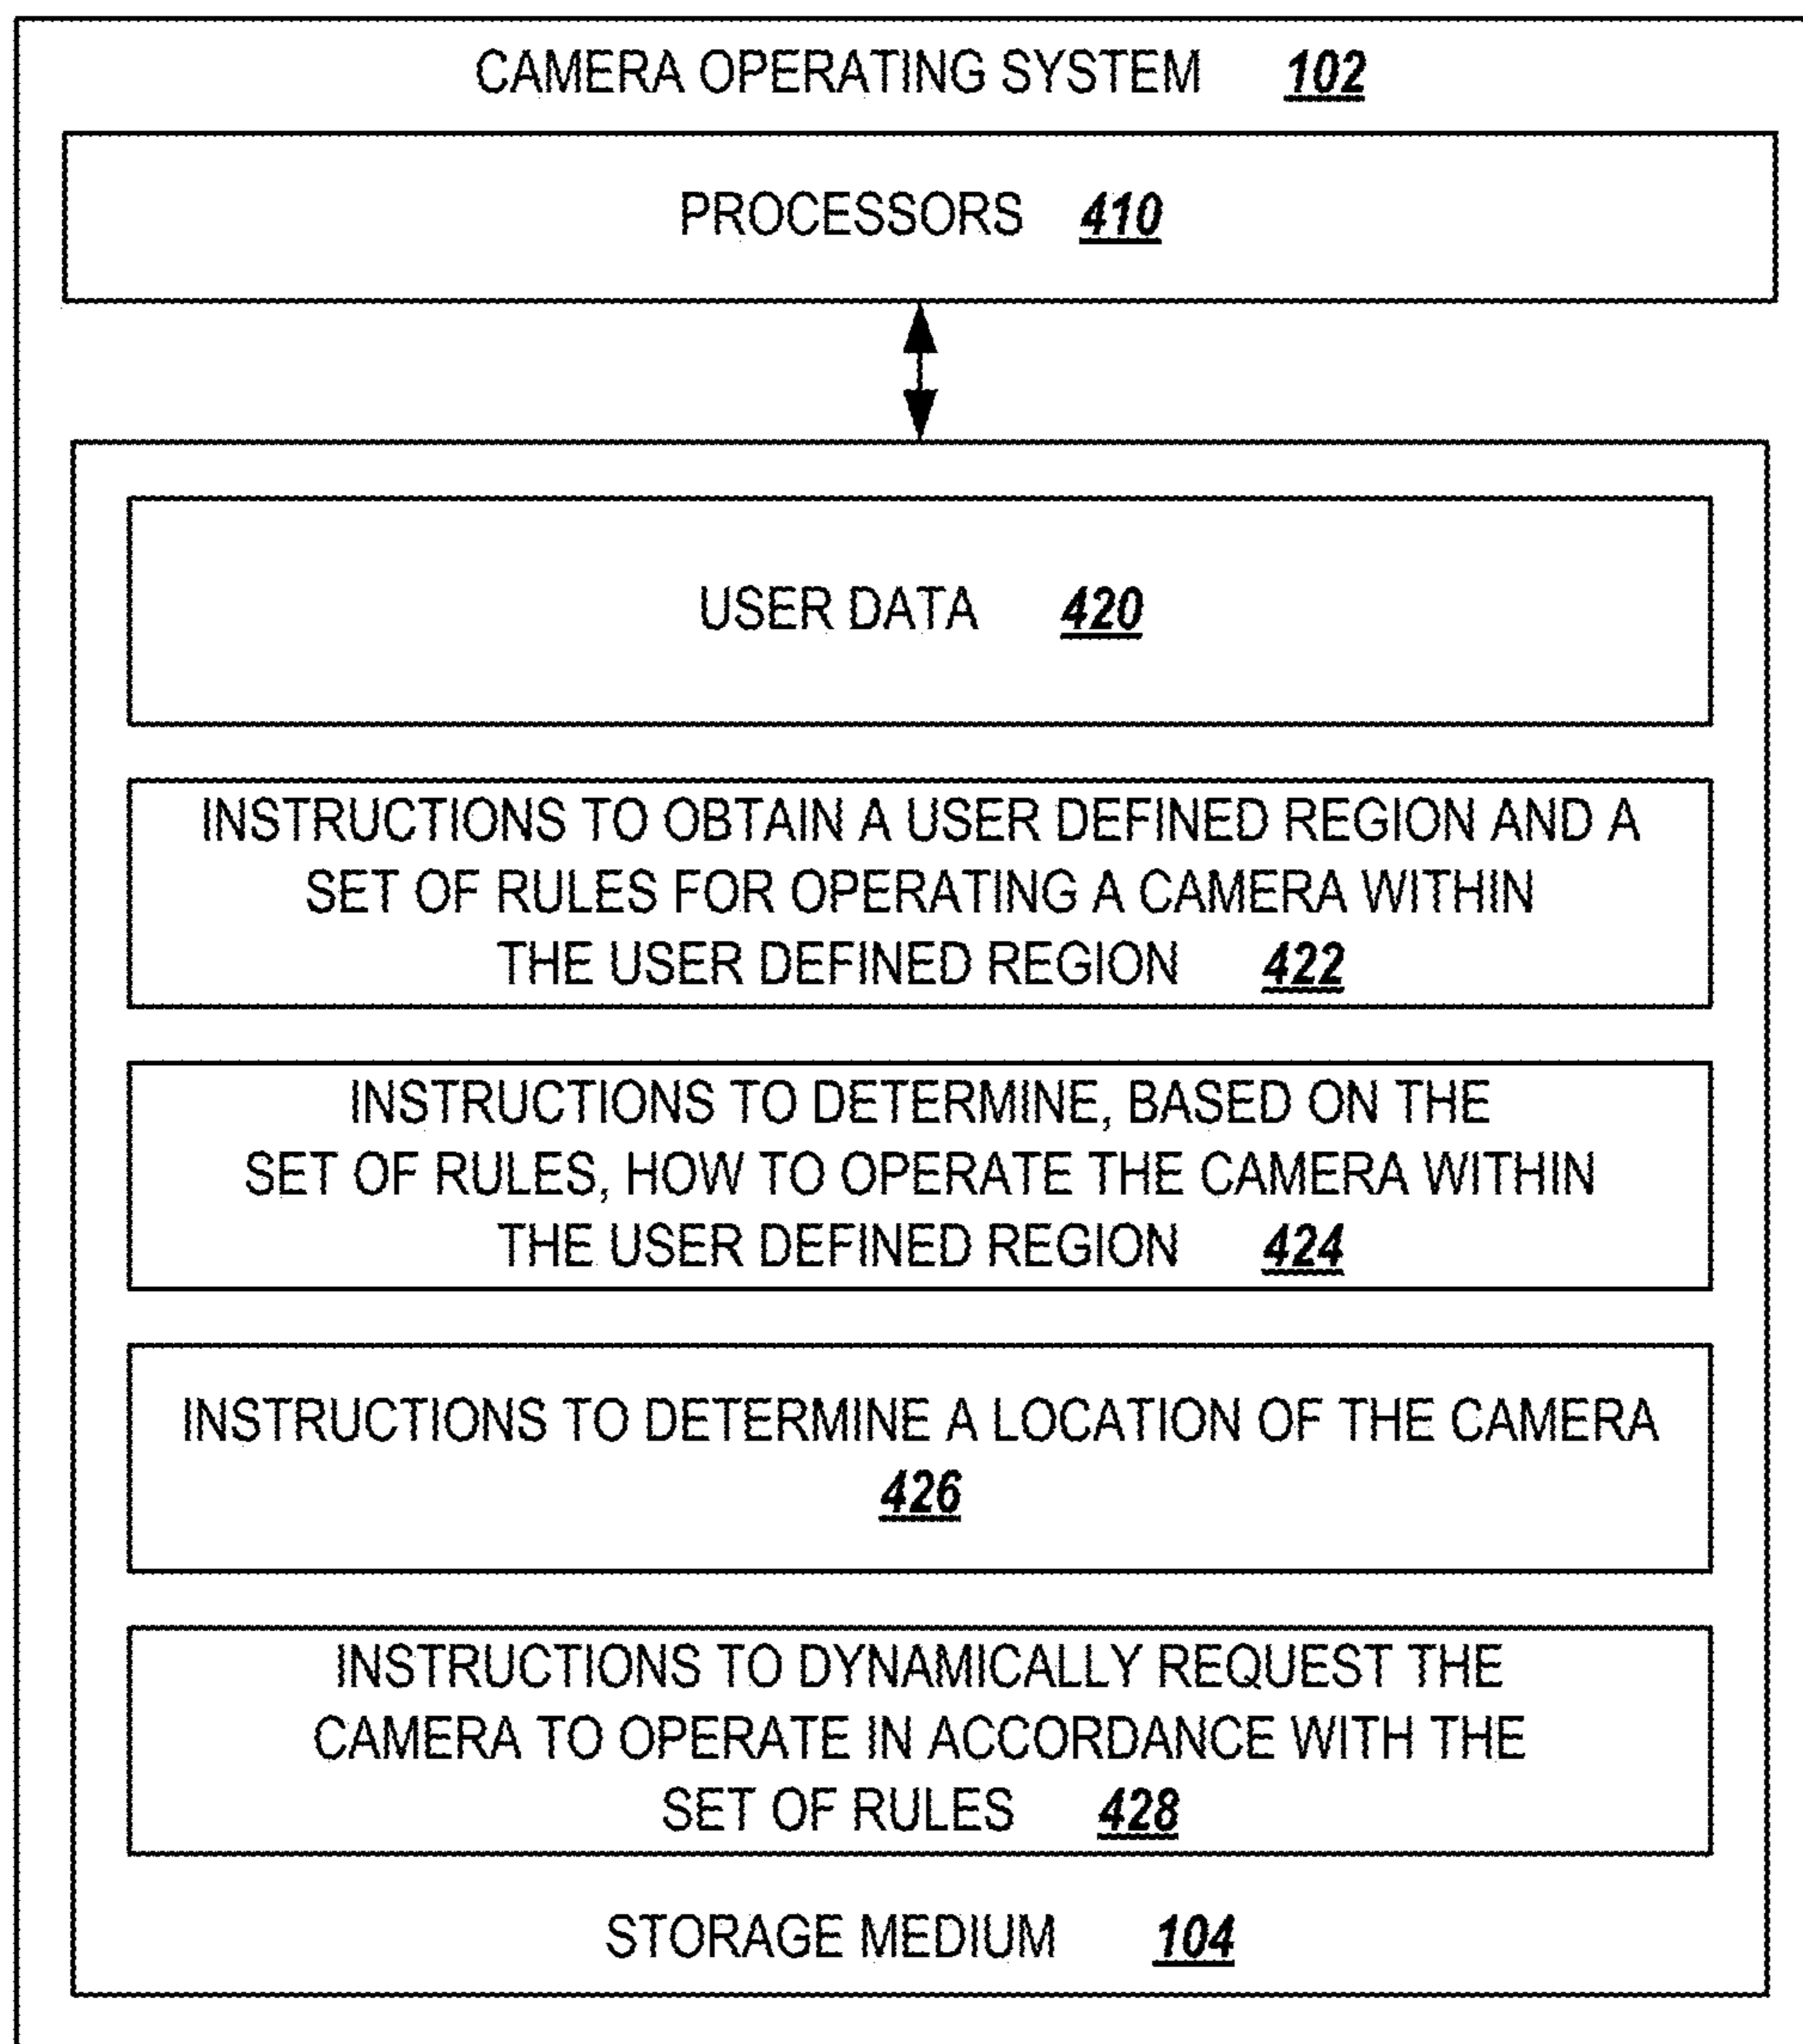 CAMERA OPERATING SYSTEM 102
PROCESSORS 410
USER DATA 420
INSTRUCTIONS TO OBTAIN A USER DEFINED REGION AND A
SET OF RULES FOR OPERATING A CAMERA WITHIN
THE USER DEFINED REGION 422
INSTRUCTIONS TO DETERMINE, BASED ON THE
SET OF RULES, HOW TO OPERATE THE CAMERA WITHIN
THE USER DEFINED REGION 424
INSTRUCTIONS TO DETERMINE A LOCATION OF THE CAMERA
426
INSTRUCTIONS TO DYNAMICALLY REQUEST THE
CAMERA TO OPERATE IN ACCORDANCE WITH THE
SET OF RULES 428
STORAGE MEDIUM 104